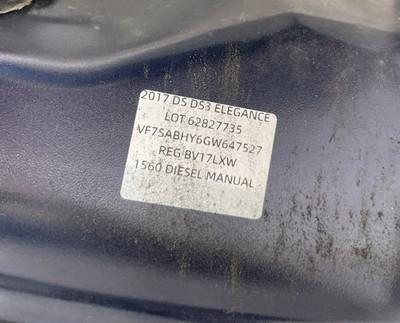 2017 DS DS3 ELEGANCE
LOT 62827735
VF7SABHY6GW647527
REG BV17LXW
1560 DIESEL MANUAL